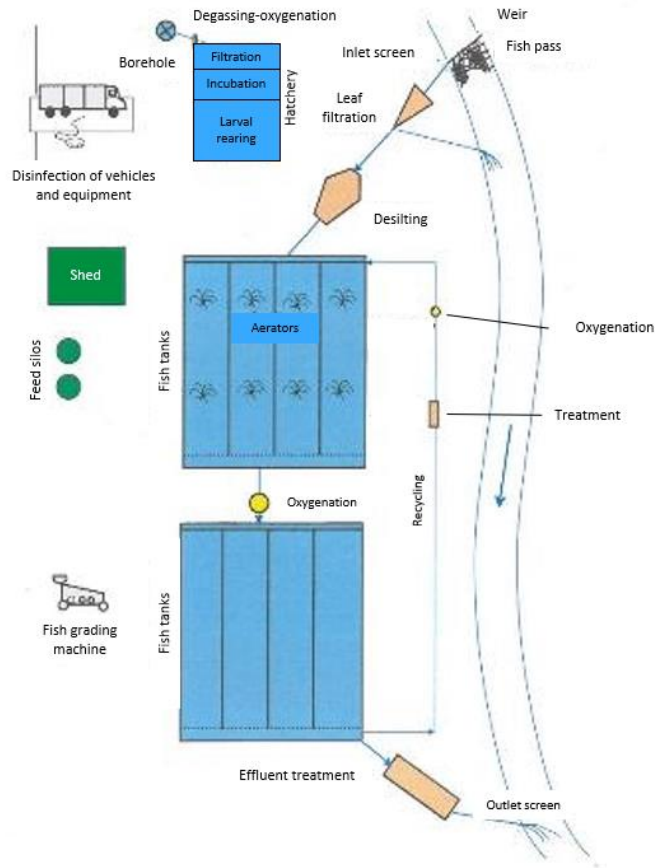 Weir
Degassing-oxygenation
Fish pass
Inlet screen
Borehole
Filtration
Incubation
Larval
rearing
Hatchery
Leaf
filtration
Disinfection of vehicles
and equipment
Desilting
Shed
Aerators
Oxygenation
Fish tanks
Feed silos
Treatment
Recycling
Oxygenation
Fish tanks
Fish grading
machine
Effluent treatment
Outlet screen